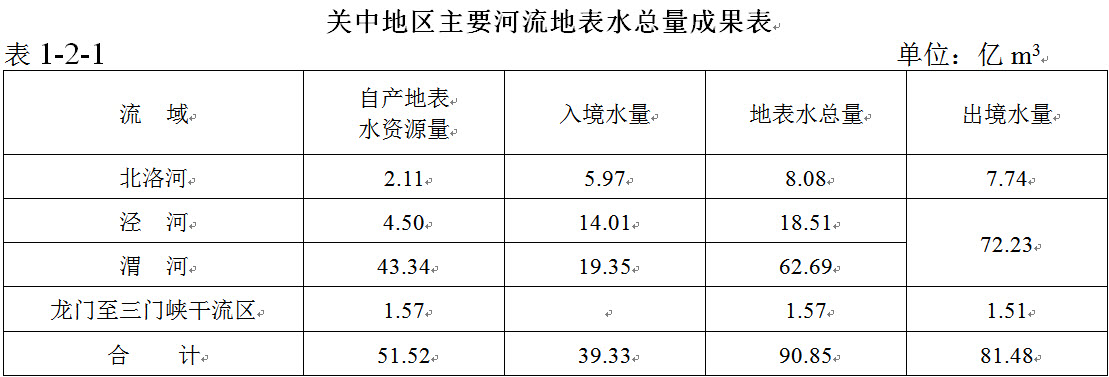 关中地区主要河流地表水总量成果表
表 1-2-1 单位：亿 m³
流 域 自产地表水资源量 入境水量 地表水总量 出境水量
北洛河 2.11 5.97 8.08 7.74
泾 河 4.50 14.01 18.51 72.23
渭 河 43.34 19.35 62.69
龙门至三门峡干流区 1.57 1.57 1.51
合 计 51.52 39.33 90.85 81.48